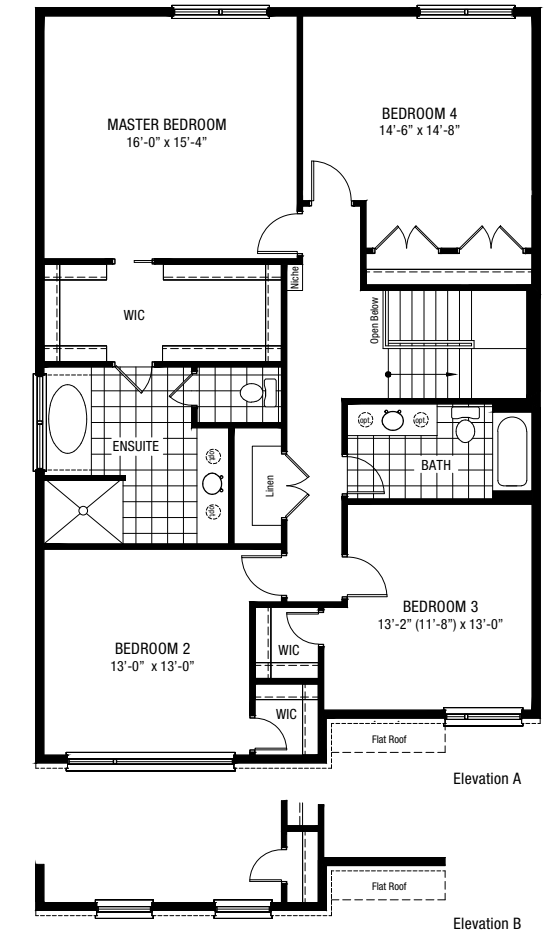 MASTER BEDROOM
16'-0" x 15'-4"
BEDROOM 4
14'-6" x 14'-8"
Niche
WIC
Open Below
ENSUITE
opt.
opt.
Linen
opt.
opt.
BATH
BEDROOM 2
13'-0" x 13'-0"
WIC
BEDROOM 3
13'-2" (11'-8") x 13'-0"
WIC
Flat Roof
Elevation A
Flat Roof
Elevation B